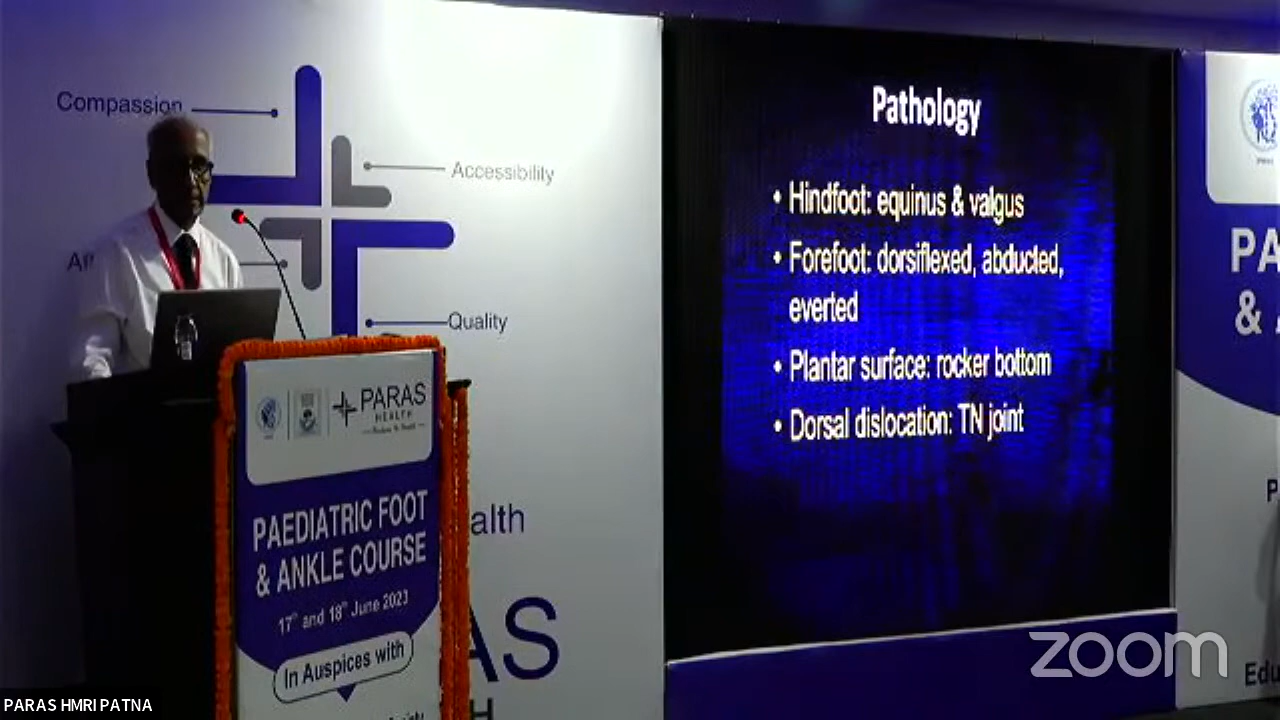 Compassion
Accessibility
Quality
alth
AS
H
PARAS
HEALTH
PAEDIATRIC FOOT
& ANKLE COURSE
17th and 18th June 2023
In Auspices with
Pathology
• Hindfoot: equinus & valgus
• Forefoot: dorsiflexed, abducted,
everted
• Plantar surface: rocker bottom
• Dorsal dislocation: TN joint
PA
&
P
Edu
zoom
PARAS HMRI PATNA